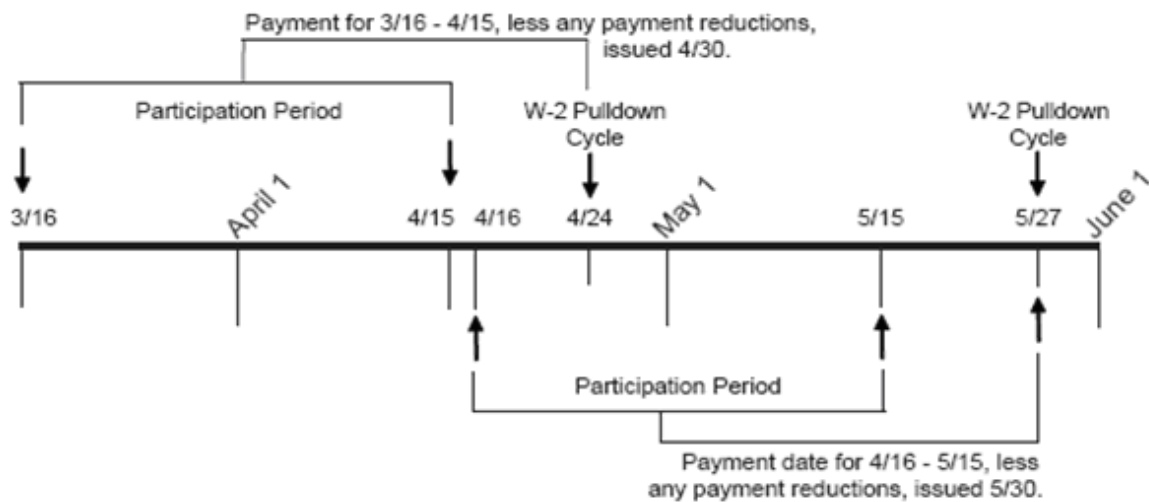 Payment for 3/16 - 4/15, less any payment reductions,
issued 4/30.
Participation Period
W-2 Pulldown
Cycle
W-2 Pulldown
Cycle
3/16
April 1
4/15
4/16
4/24
May 1
5/15
5/27
June 1
Participation Period
Payment date for 4/16 - 5/15, less
any payment reductions, issued 5/30.